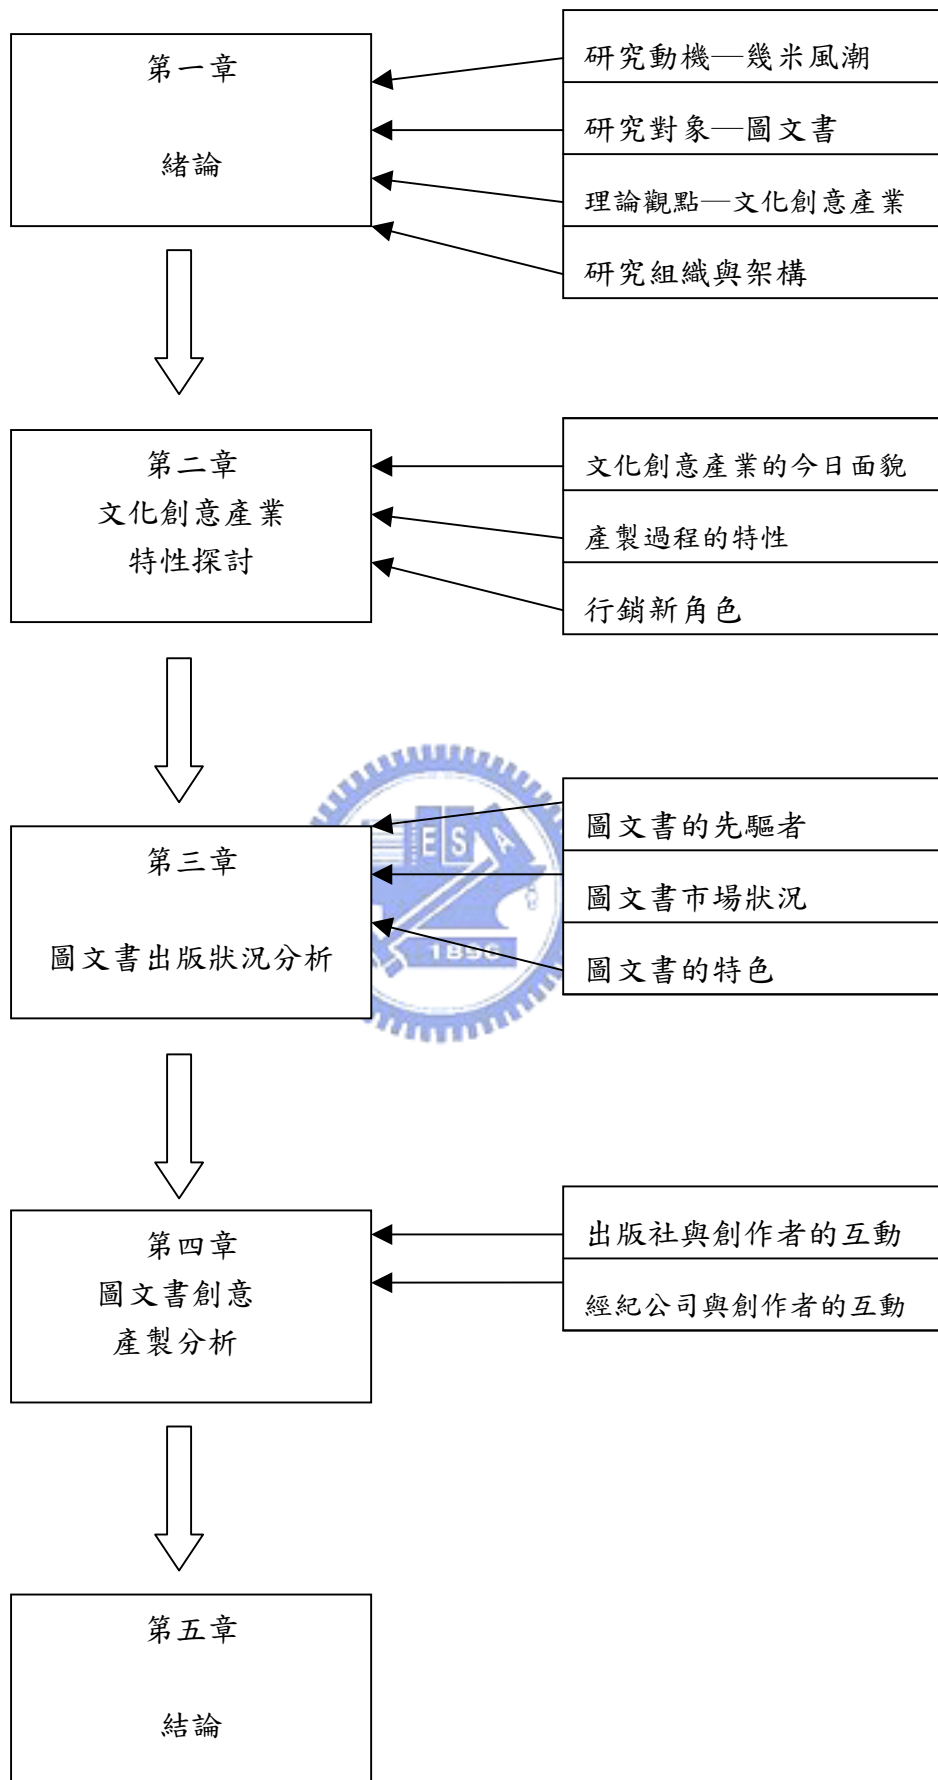 第一章
緒論
研究動機—幾米風潮
研究對象—圖文書
理論觀點—文化創意產業
研究組織與架構
第二章
文化創意產業
特性探討
文化創意產業的今日面貌
產製過程的特性
行銷新角色
第三章
圖文書出版狀況分析
圖文書的先驅者
圖文書市場狀況
圖文書的特色
ESA
1896
第四章
圖文書創意
產製分析
出版社與創作者的互動
經紀公司與創作者的互動
第五章
結論